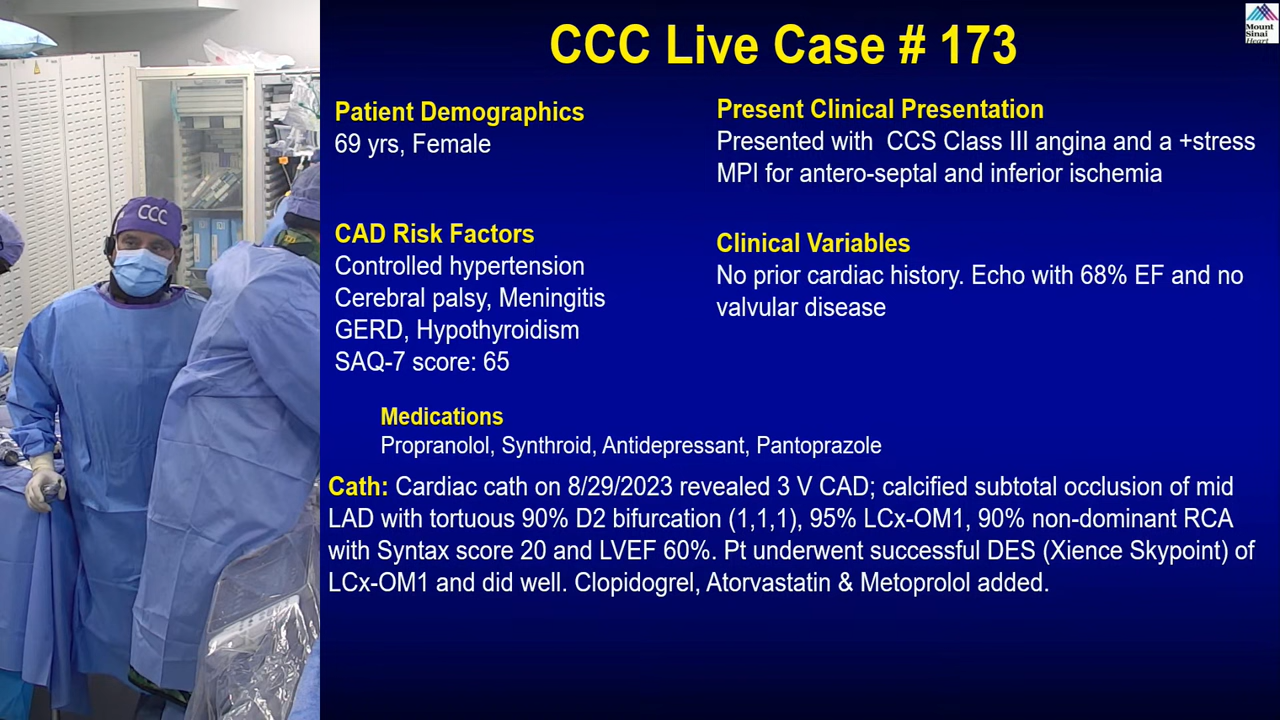 CCC Live Case # 173
Mount
Sinai
Heart
CCC
Patient Demographics
69 yrs, Female
Present Clinical Presentation
Presented with CCS Class III angina and a +stress
MPI for antero-septal and inferior ischemia
CAD Risk Factors
Controlled hypertension
Cerebral palsy, Meningitis
GERD, Hypothyroidism
SAQ-7 score: 65
Clinical Variables
No prior cardiac history. Echo with 68% EF and no
valvular disease
Medications
Propranolol, Synthroid, Antidepressant, Pantoprazole
Cath: Cardiac cath on 8/29/2023 revealed 3 V CAD; calcified subtotal occlusion of mid
LAD with tortuous 90% D2 bifurcation (1,1,1), 95% LCx-OM1, 90% non-dominant RCA
with Syntax score 20 and LVEF 60%. Pt underwent successful DES (Xience Skypoint) of
LCx-OM1 and did well. Clopidogrel, Atorvastatin & Metoprolol added.